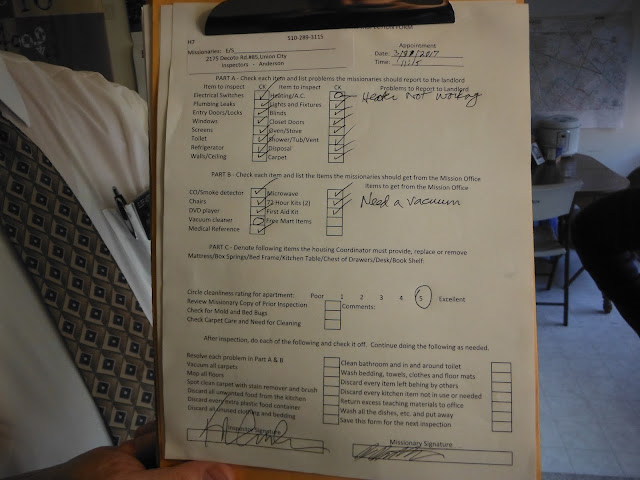 H7
510-289-3115
Missionaries: E/S
2175 Decoto Rd.#85;Union City
Inspectors - Anderson
Appointment
Date:
Time:
PART A - Check each item and list problems the missionaries should report to the landlord
Item to inspect CK Item to inspect CK Problems to Report to Landlord
Electrical Switches Heating/A.C. Heater Not Working
Plumbing Leaks Lights and Fixtures
Entry Doors/Locks Blinds
Windows Closet Doors
Screens Oven/Stove
Toilet Shower/Tub/Vent
Refrigerator Disposal
Walls/Ceiling Carpet
PART B - Check each item and list the items the missionaries should get from the Mission Office
Items to get from the Mission Office
CO/Smoke detector Microwave
Chairs 72 Hour Kits (2) Need a vacuum
DVD player First Aid Kit
Vacuum cleaner Free Mart Items
Medical Reference
PART C - Denote following items the housing Coordinator must provide, replace or remove
Mattress/Box Springs/Bed Frame/Kitchen Table/Chest of Drawers/Desk/Book Shelf:
Circle cleanliness rating for apartment: Poor 1 2 3 4 5 Excellent
Review Missionary Copy of Prior Inspection Comments:
Check for Mold and Bed Bugs
Check Carpet Care and Need for Cleaning
After inspection, do each of the following and check it off. Continue doing the following as needed.
Resolve each problem in Part A & B Clean bathroom and in and around toilet
Vacuum all carpets Wash bedding, towels, clothes and floor mats
Mop all floors Discard every item left behing by others
Spot clean carpet with stain remover and brush Discard every kitchen item not in use or needed
Discard all unwanted food from the kitchen Return excess teaching materials to office
Discard every extra plastic food container Wash all the dishes, etc. and put away
Discard all unused clothing and bedding Save this form for the next inspection
Inspector Signature Missionary Signature